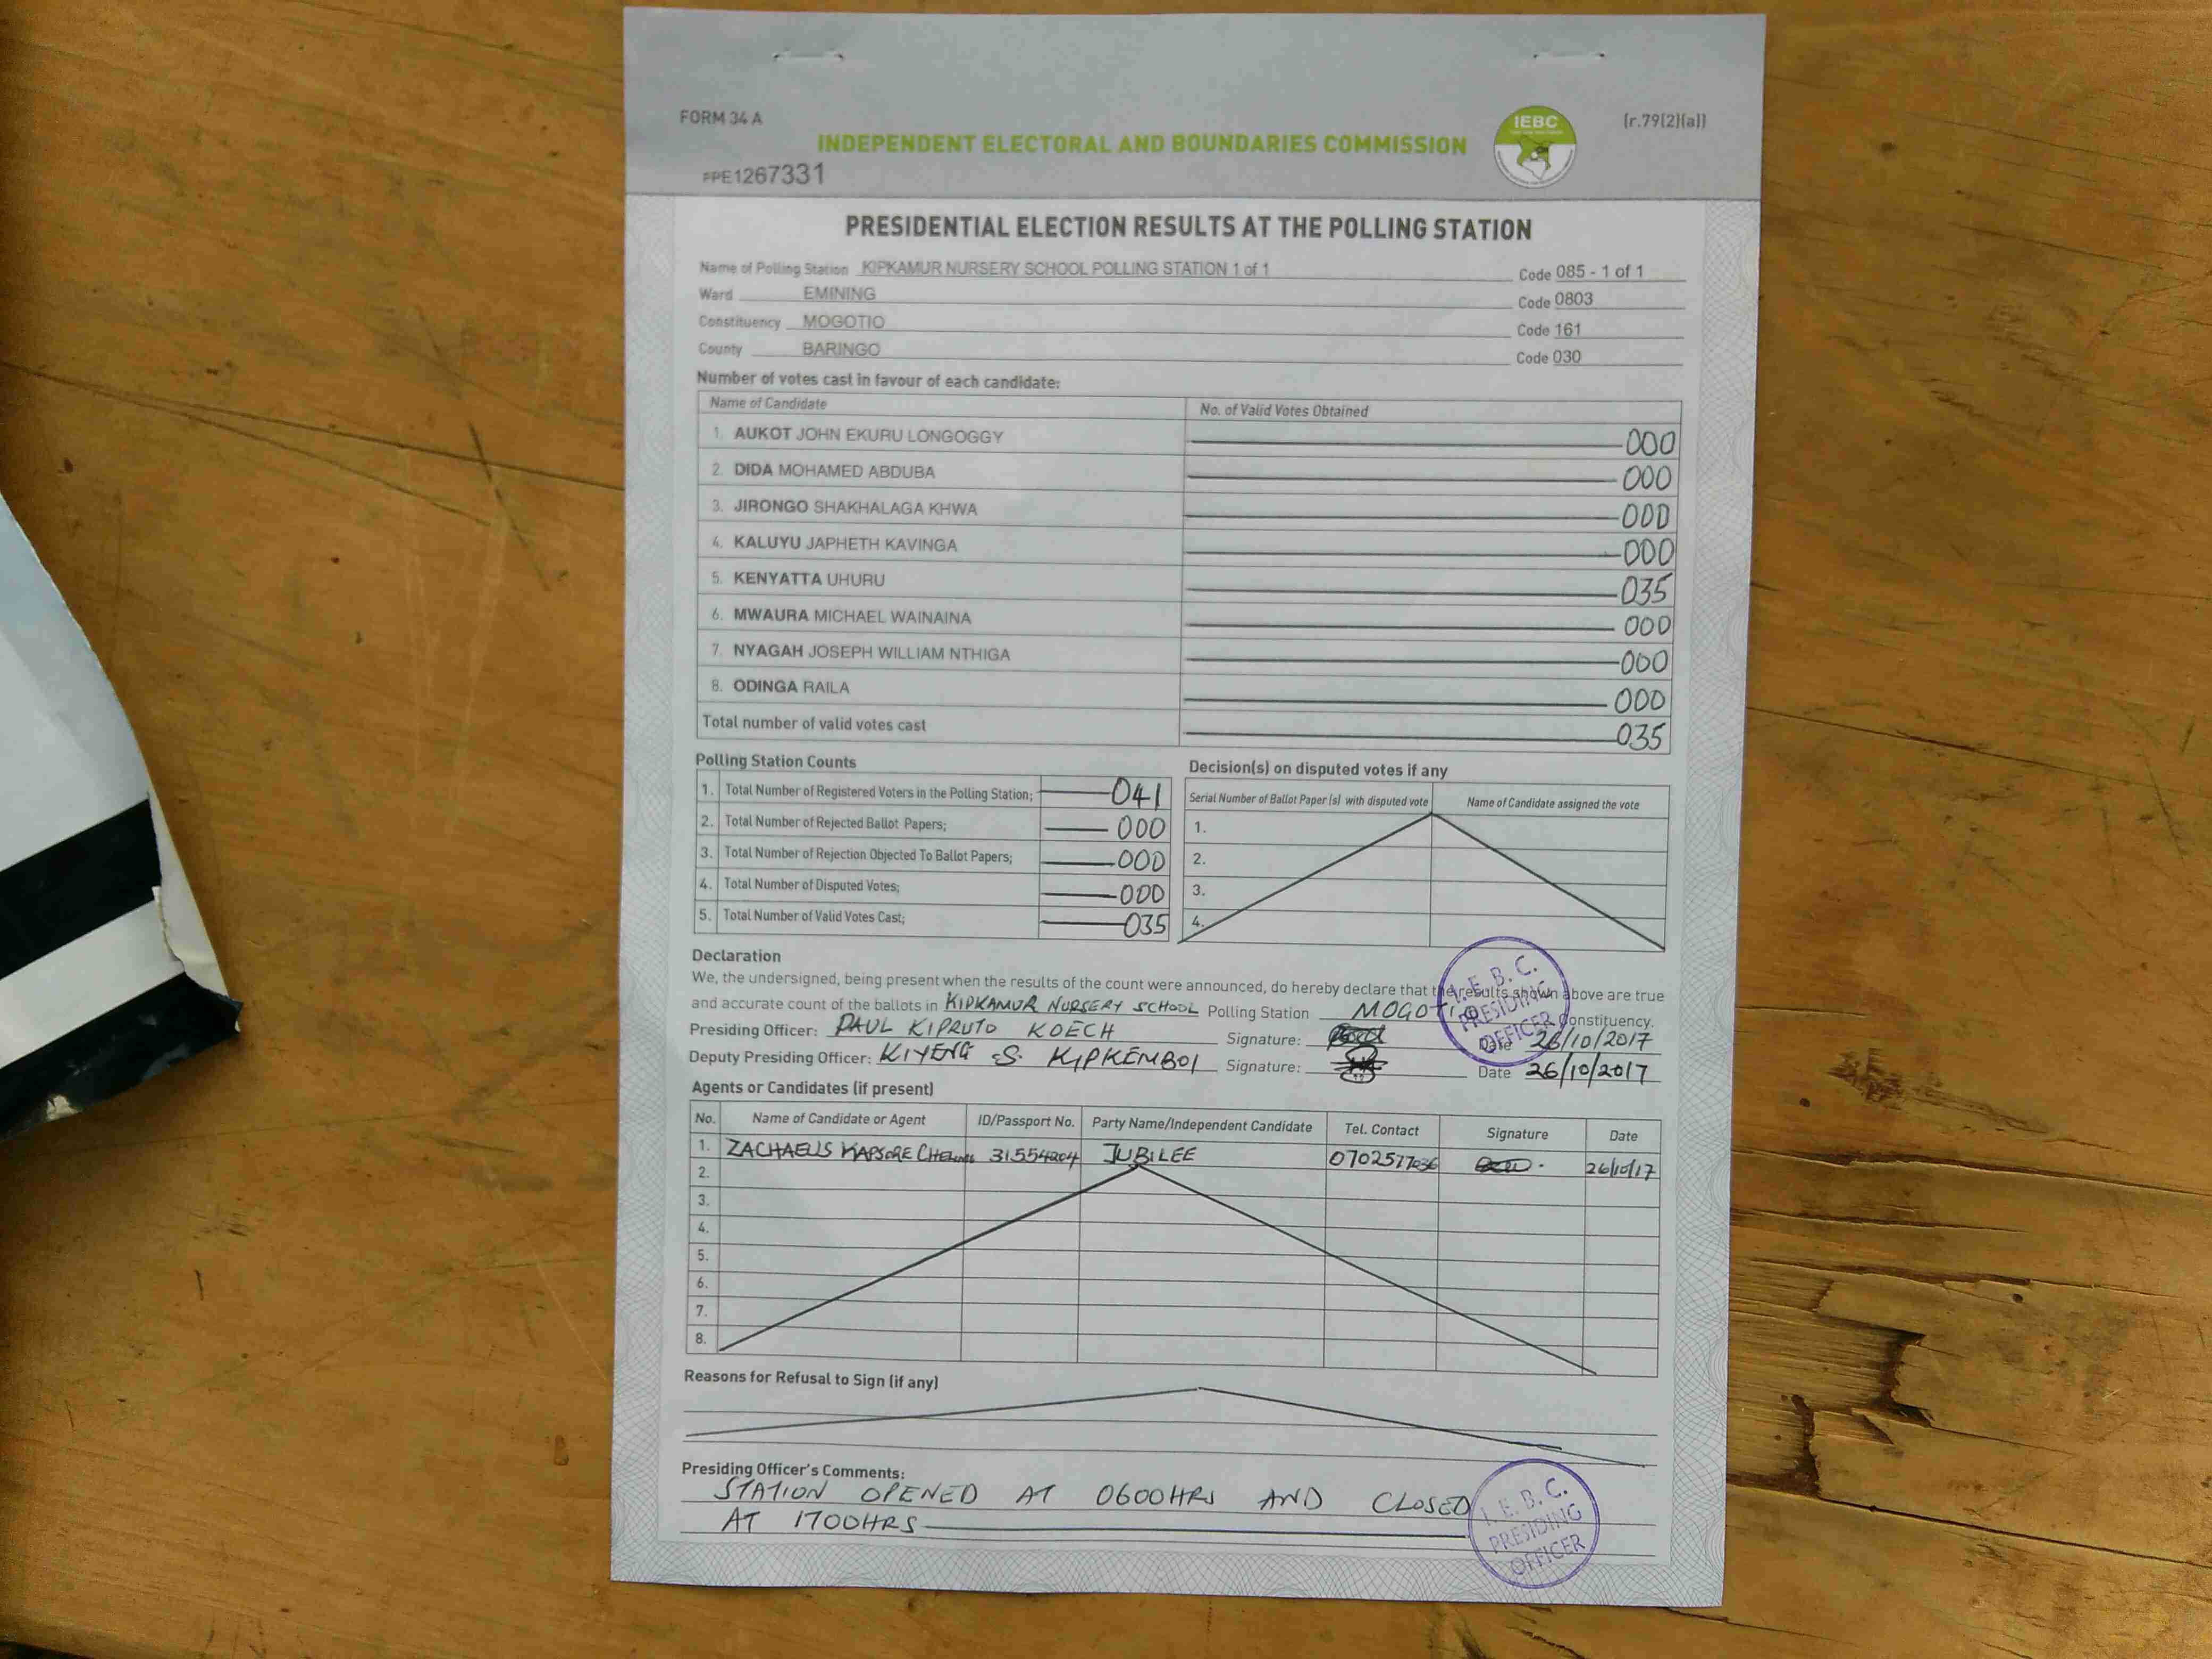 FORM 34 A
IEBC
(r.79(2)(a))
INDEPENDENT ELECTORAL AND BOUNDARIES COMMISSION
PPE1267331
PRESIDENTIAL ELECTION RESULTS AT THE POLLING STATION
Name of Polling Station KIPKAMUR NURSERY SCHOOL POLLING STATION 1 of 1 Code 085 - 1 of 1
Ward EMINING Code 0803
Constituency MOGOTIO Code 161
County BARINGO Code 030
Number of votes cast in favour of each candidate:
Name of Candidate No. of Valid Votes Obtained
1. AUKOT JOHN EKURU LONGOGGY 000
2. DIDA MOHAMED ABDUBA 000
3. JIRONGO SHAKHALAGA KHWA 000
4. KALUYU JAPHETH KAVINGA 000
5. KENYATTA UHURU 035
6. MWAURA MICHAEL WAINAINA 000
7. NYAGAH JOSEPH WILLIAM NTHIGA 000
8. ODINGA RAILA 000
Total number of valid votes cast 035
Polling Station Counts
1. Total Number of Registered Voters in the Polling Station; 041
2. Total Number of Rejected Ballot Papers; 000
3. Total Number of Rejection Objected To Ballot Papers; 000
4. Total Number of Disputed Votes; 000
5. Total Number of Valid Votes Cast; 035
Decision(s) on disputed votes if any
Serial Number of Ballot Paper (s) with disputed vote Name of Candidate assigned the vote
1.
2.
3.
4.
Declaration
We, the undersigned, being present when the results of the count were announced, do hereby declare that the results shown above are true
and accurate count of the ballots in KIPKAMUR NURSERY SCHOOL Polling Station MOGOTIO Constituency.
Presiding Officer: PAUL KIPRUTO KOECH Signature: Date 26/10/2017
Deputy Presiding Officer: KIYENG S. KIPKEMBOI Signature: Date 26/10/2017
I. E. B. C.
PRESIDING
OFFICER
Agents or Candidates (if present)
No. Name of Candidate or Agent ID/Passport No. Party Name/Independent Candidate Tel. Contact Signature Date
1. ZACHAEUS KAPSORE 31554204 JUBILEE 0702577036 26/10/17
2.
3.
4.
5.
6.
7.
8.
Reasons for Refusal to Sign (if any)
Presiding Officer's Comments:
STATION OPENED AT 0600HRS AND CLOSED
AT 1700HRS
I. E. B. C.
PRESIDING
OFFICER